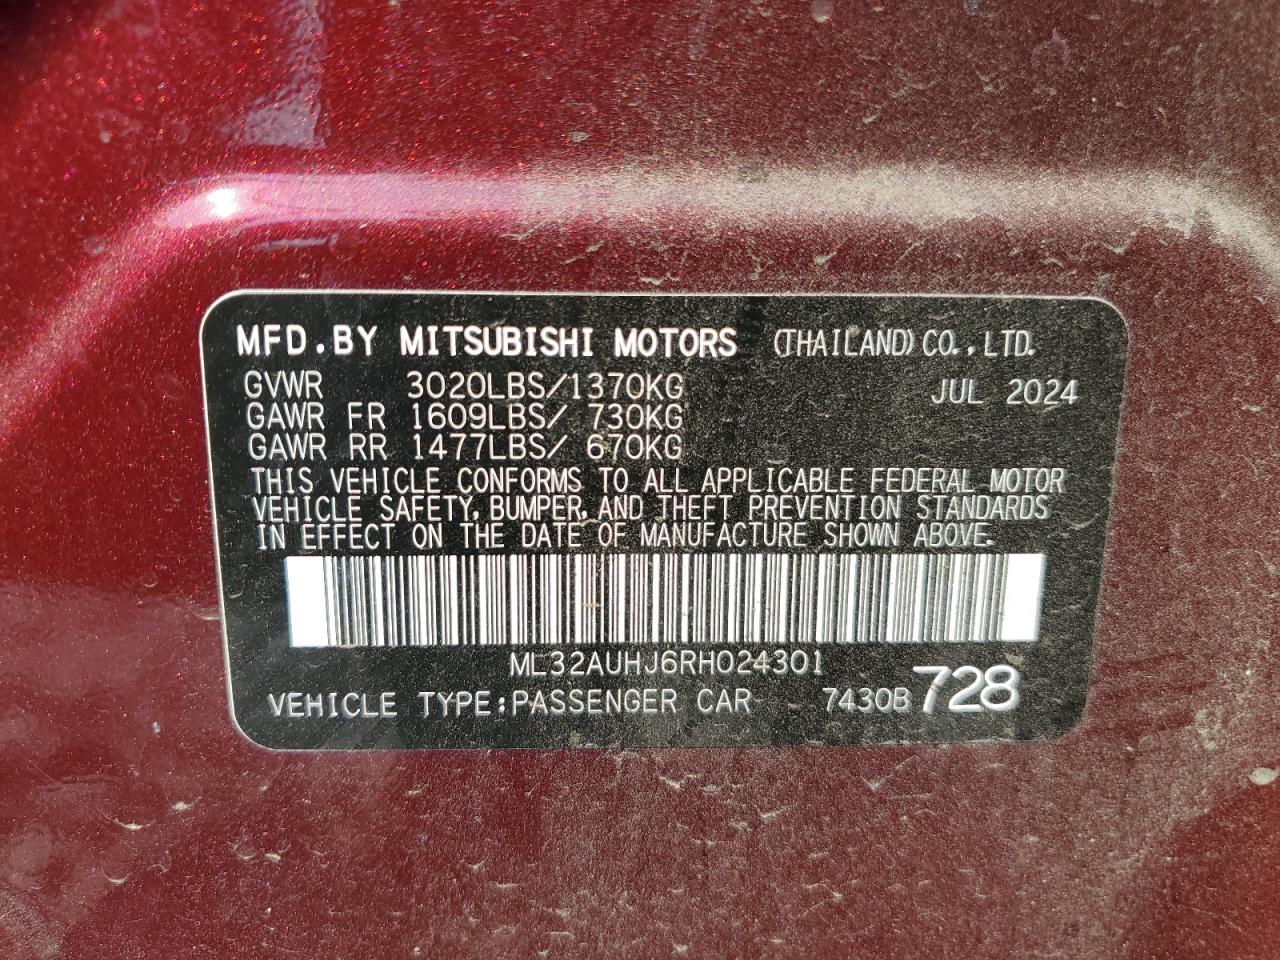 MFD.BY MITSUBISHI MOTORS (THAILAND) CO.,LTD.
GVWR 3020LBS/1370KG JUL 2024
GAWR FR 1609LBS/ 730KG
GAWR RR 1477LBS/ 670KG
THIS VEHICLE CONFORMS TO ALL APPLICABLE FEDERAL MOTOR
VEHICLE SAFETY, BUMPER, AND THEFT PREVENTION STANDARDS
IN EFFECT ON THE DATE OF MANUFACTURE SHOWN ABOVE.
ML32AUHJ6RH024301
VEHICLE TYPE:PASSENGER CAR 7430B 728